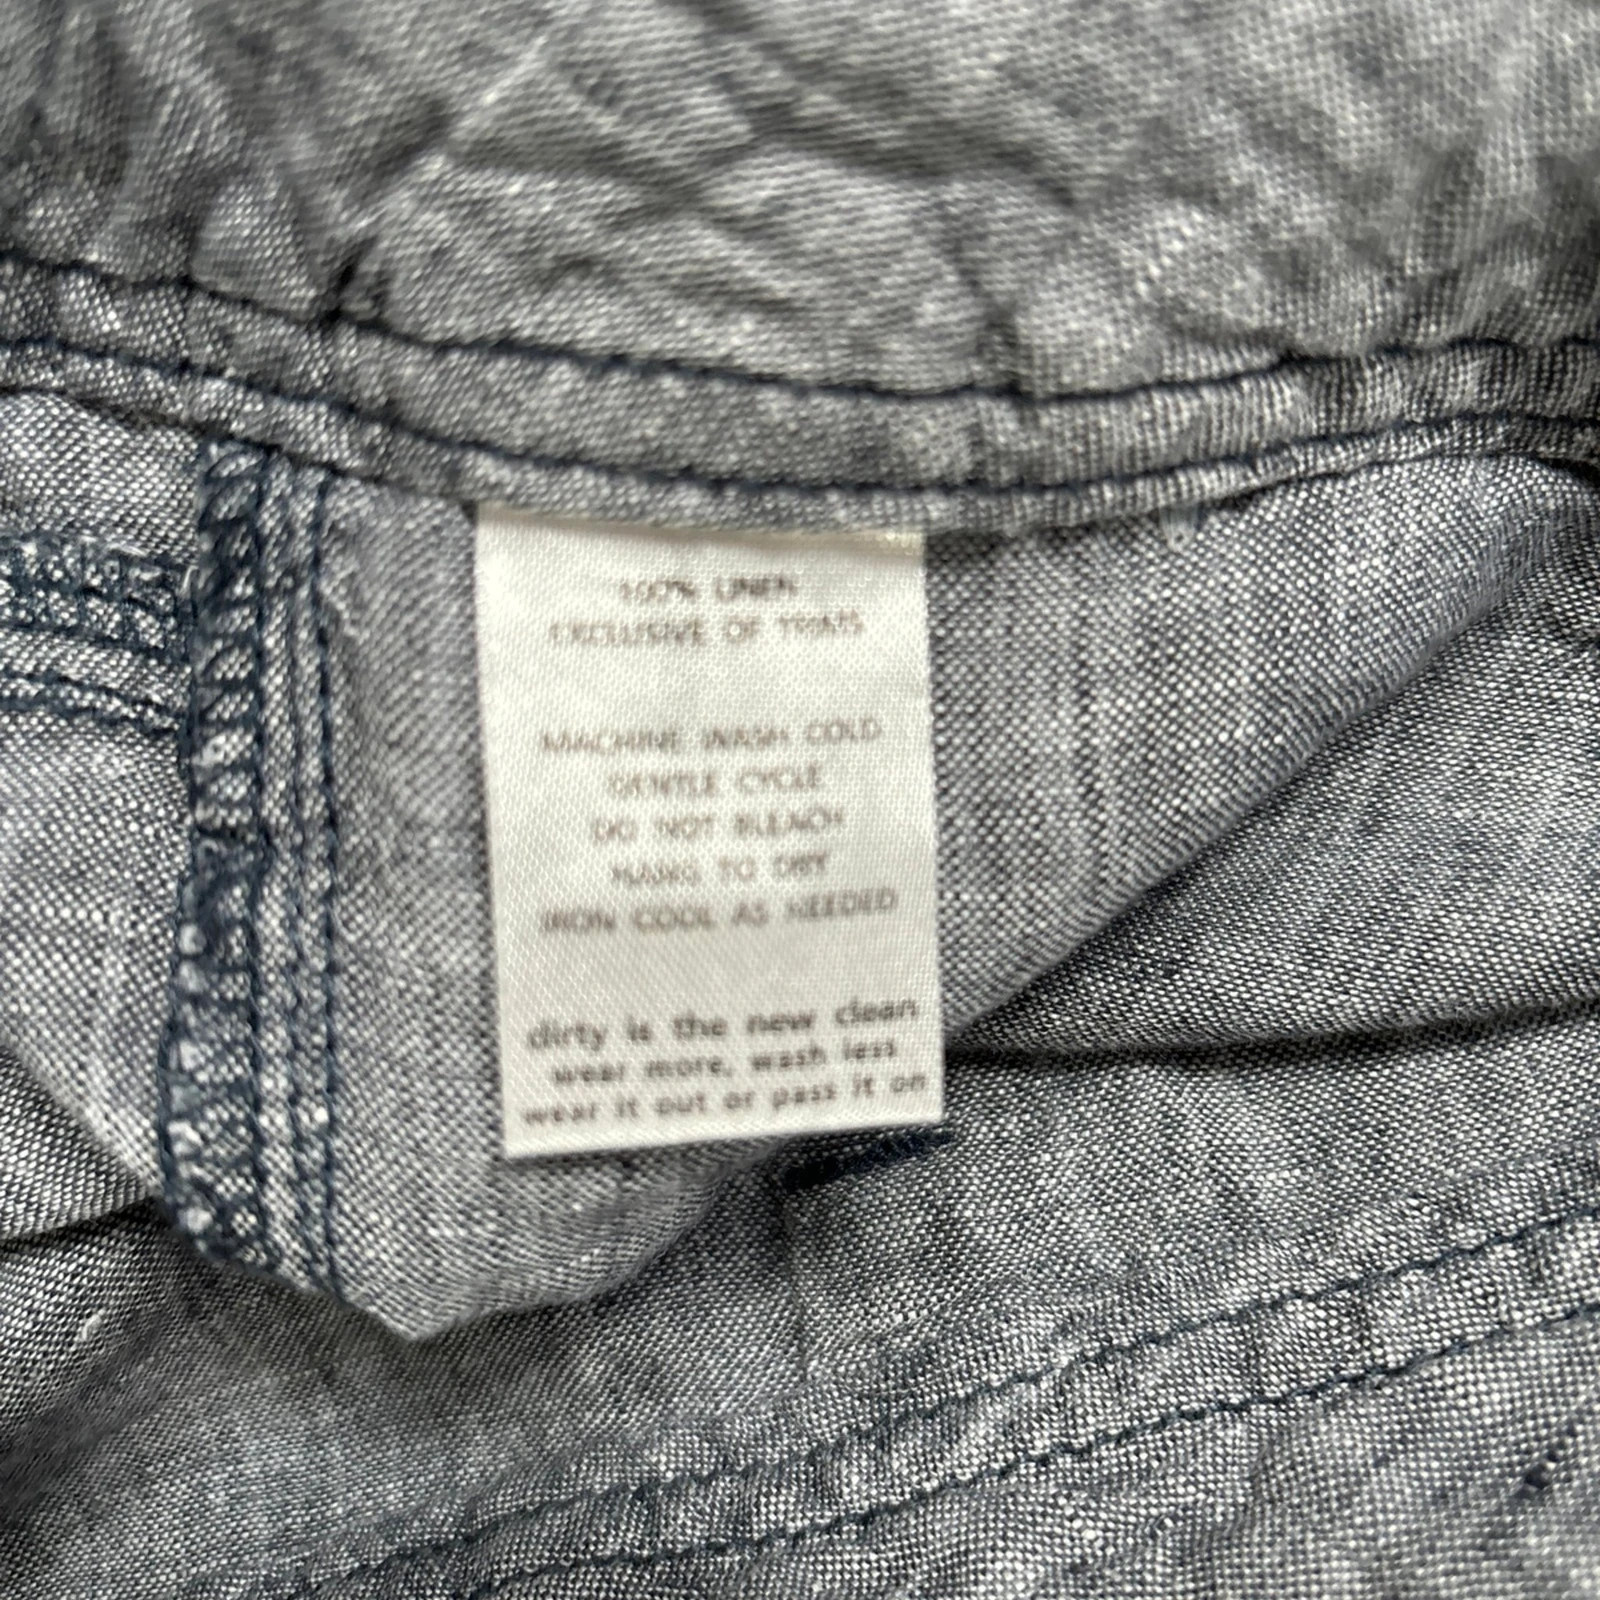 100% LINEN
EXCLUSIVE OF TRIMS
MACHINE WASH COLD
GENTLE CYCLE
DO NOT BLEACH
HANG TO DRY
IRON COOL AS NEEDED
dirty is the new clean
wear more, wash less
wear it out or pass it on